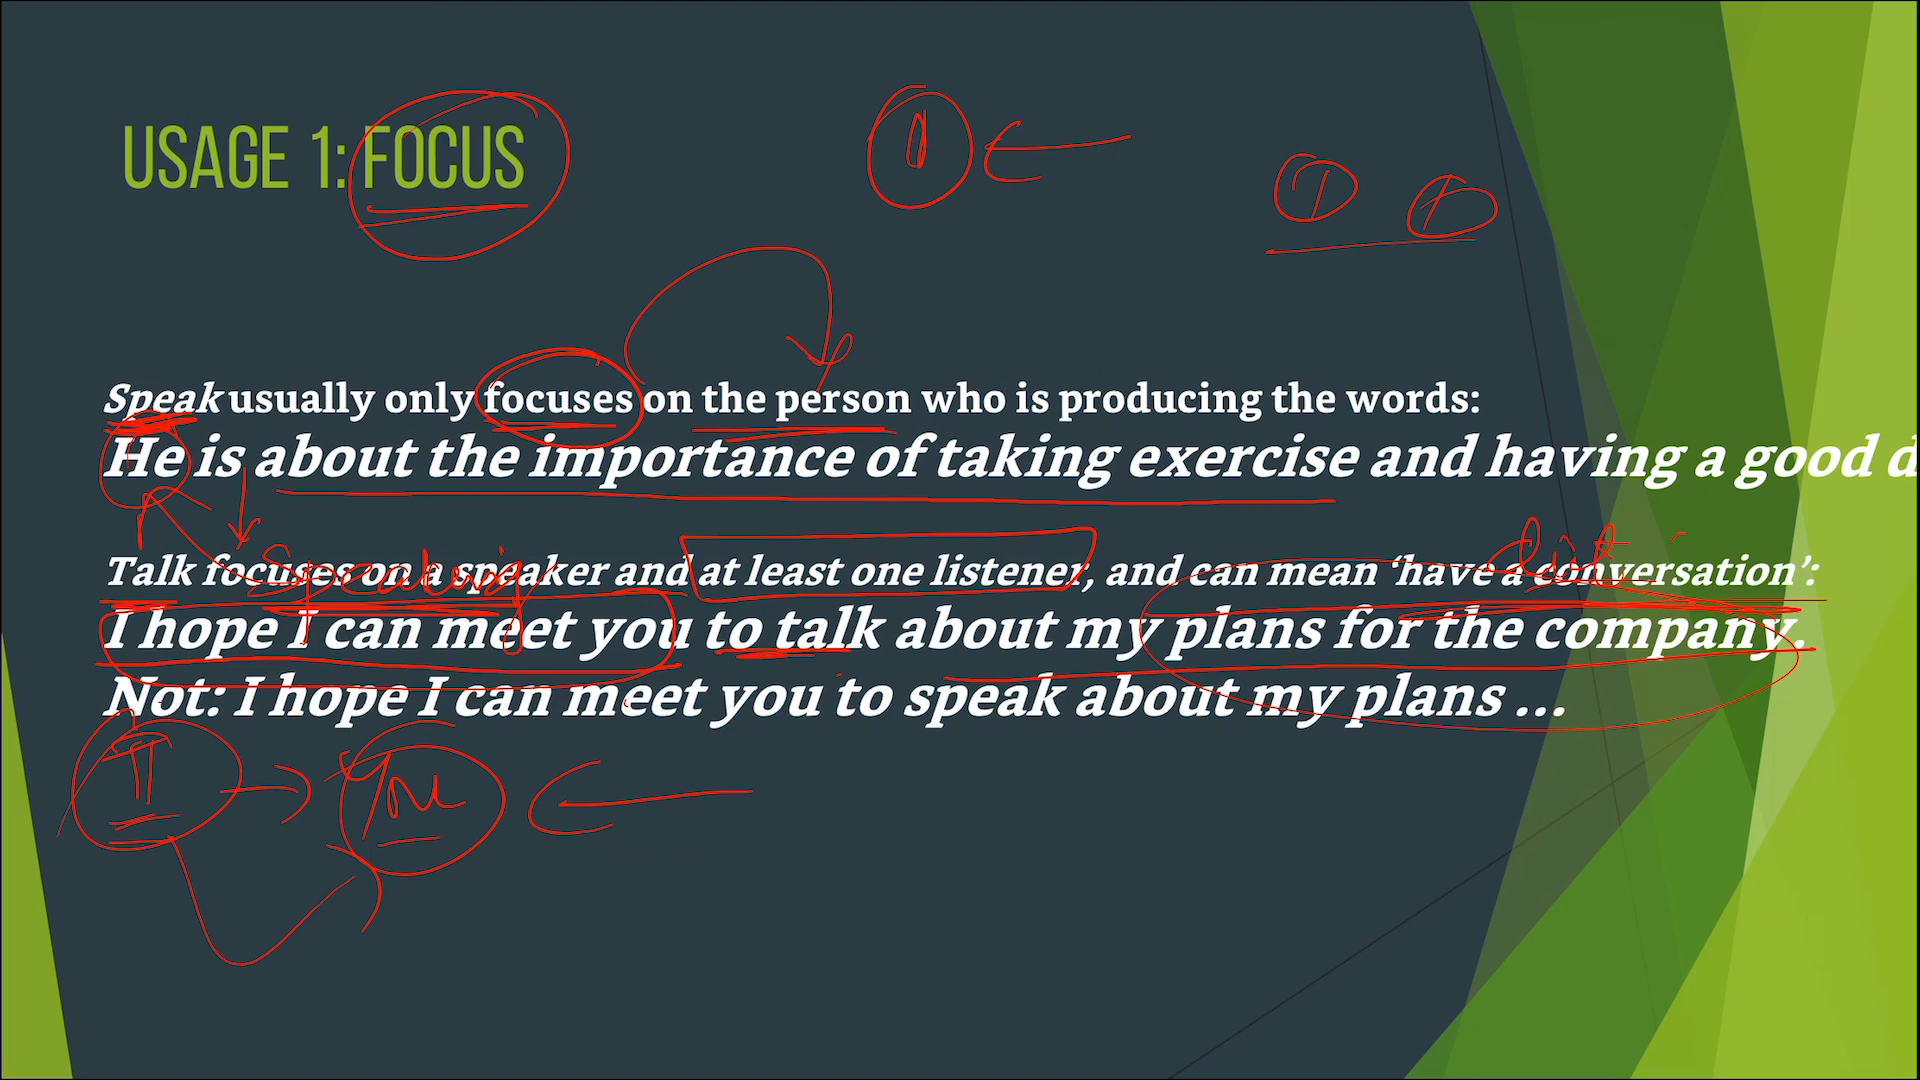 USAGE 1: FOCUS
Speak usually only focuses on the person who is producing the words:
He is about the importance of taking exercise and having a good d
speaking
diet
Talk focuses on a speaker and at least one listener, and can mean ‘have a conversation’:
I hope I can meet you to talk about my plans for the company.
Not: I hope I can meet you to speak about my plans ...
I
You